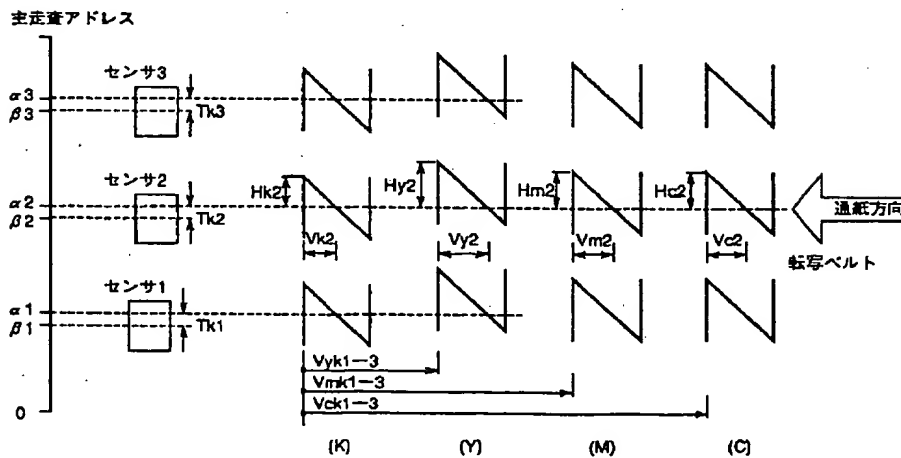 主走査アドレス
センサ3
α3
β3
Tk3
センサ2
Hk2
Hy2
Hm2
Hc2
α2
β2
Tk2
通紙方向
Vk2
Vy2
Vm2
Vc2
転写ベルト
センサ1
α1
β1
Tk1
Vyk1−3
Vmk1−3
Vck1−3
0
(K)
(Y)
(M)
(C)